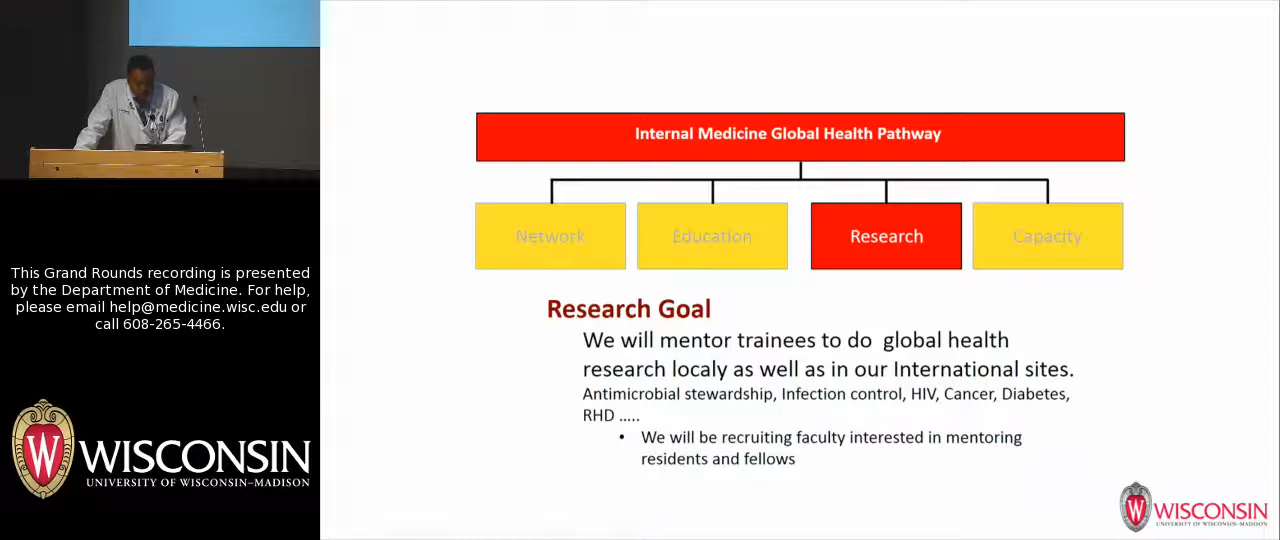 This Grand Rounds recording is presented
by the Department of Medicine. For help,
please email help@medicine.wisc.edu or
call 608-265-4466.
W
WISCONSIN
UNIVERSITY OF WISCONSIN–MADISON
Internal Medicine Global Health Pathway
Network
Education
Research
Capacity
Research Goal
We will mentor trainees to do  global health
research localy as well as in our International sites.
Antimicrobial stewardship, Infection control, HIV, Cancer, Diabetes,
RHD .....
• We will be recruiting faculty interested in mentoring
residents and fellows
W
WISCONSIN
UNIVERSITY OF WISCONSIN–MADISON